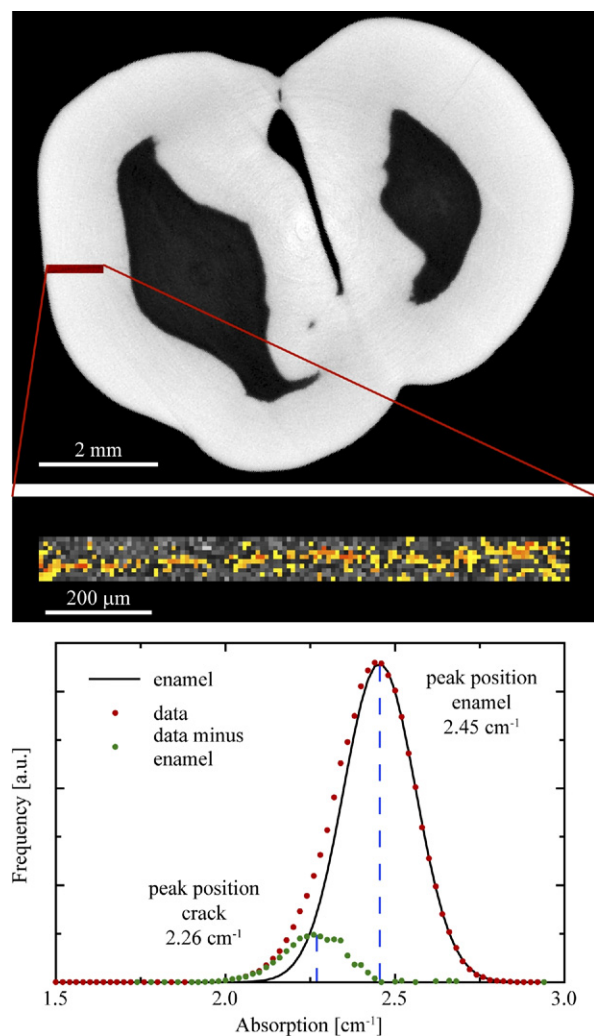 2 mm
200 µm
enamel
data
data minus
enamel
peak position
enamel
2.45 cm⁻¹
peak position
crack
2.26 cm⁻¹
Frequency [a.u.]
1.5 2.0 2.5 3.0
Absorption [cm⁻¹]